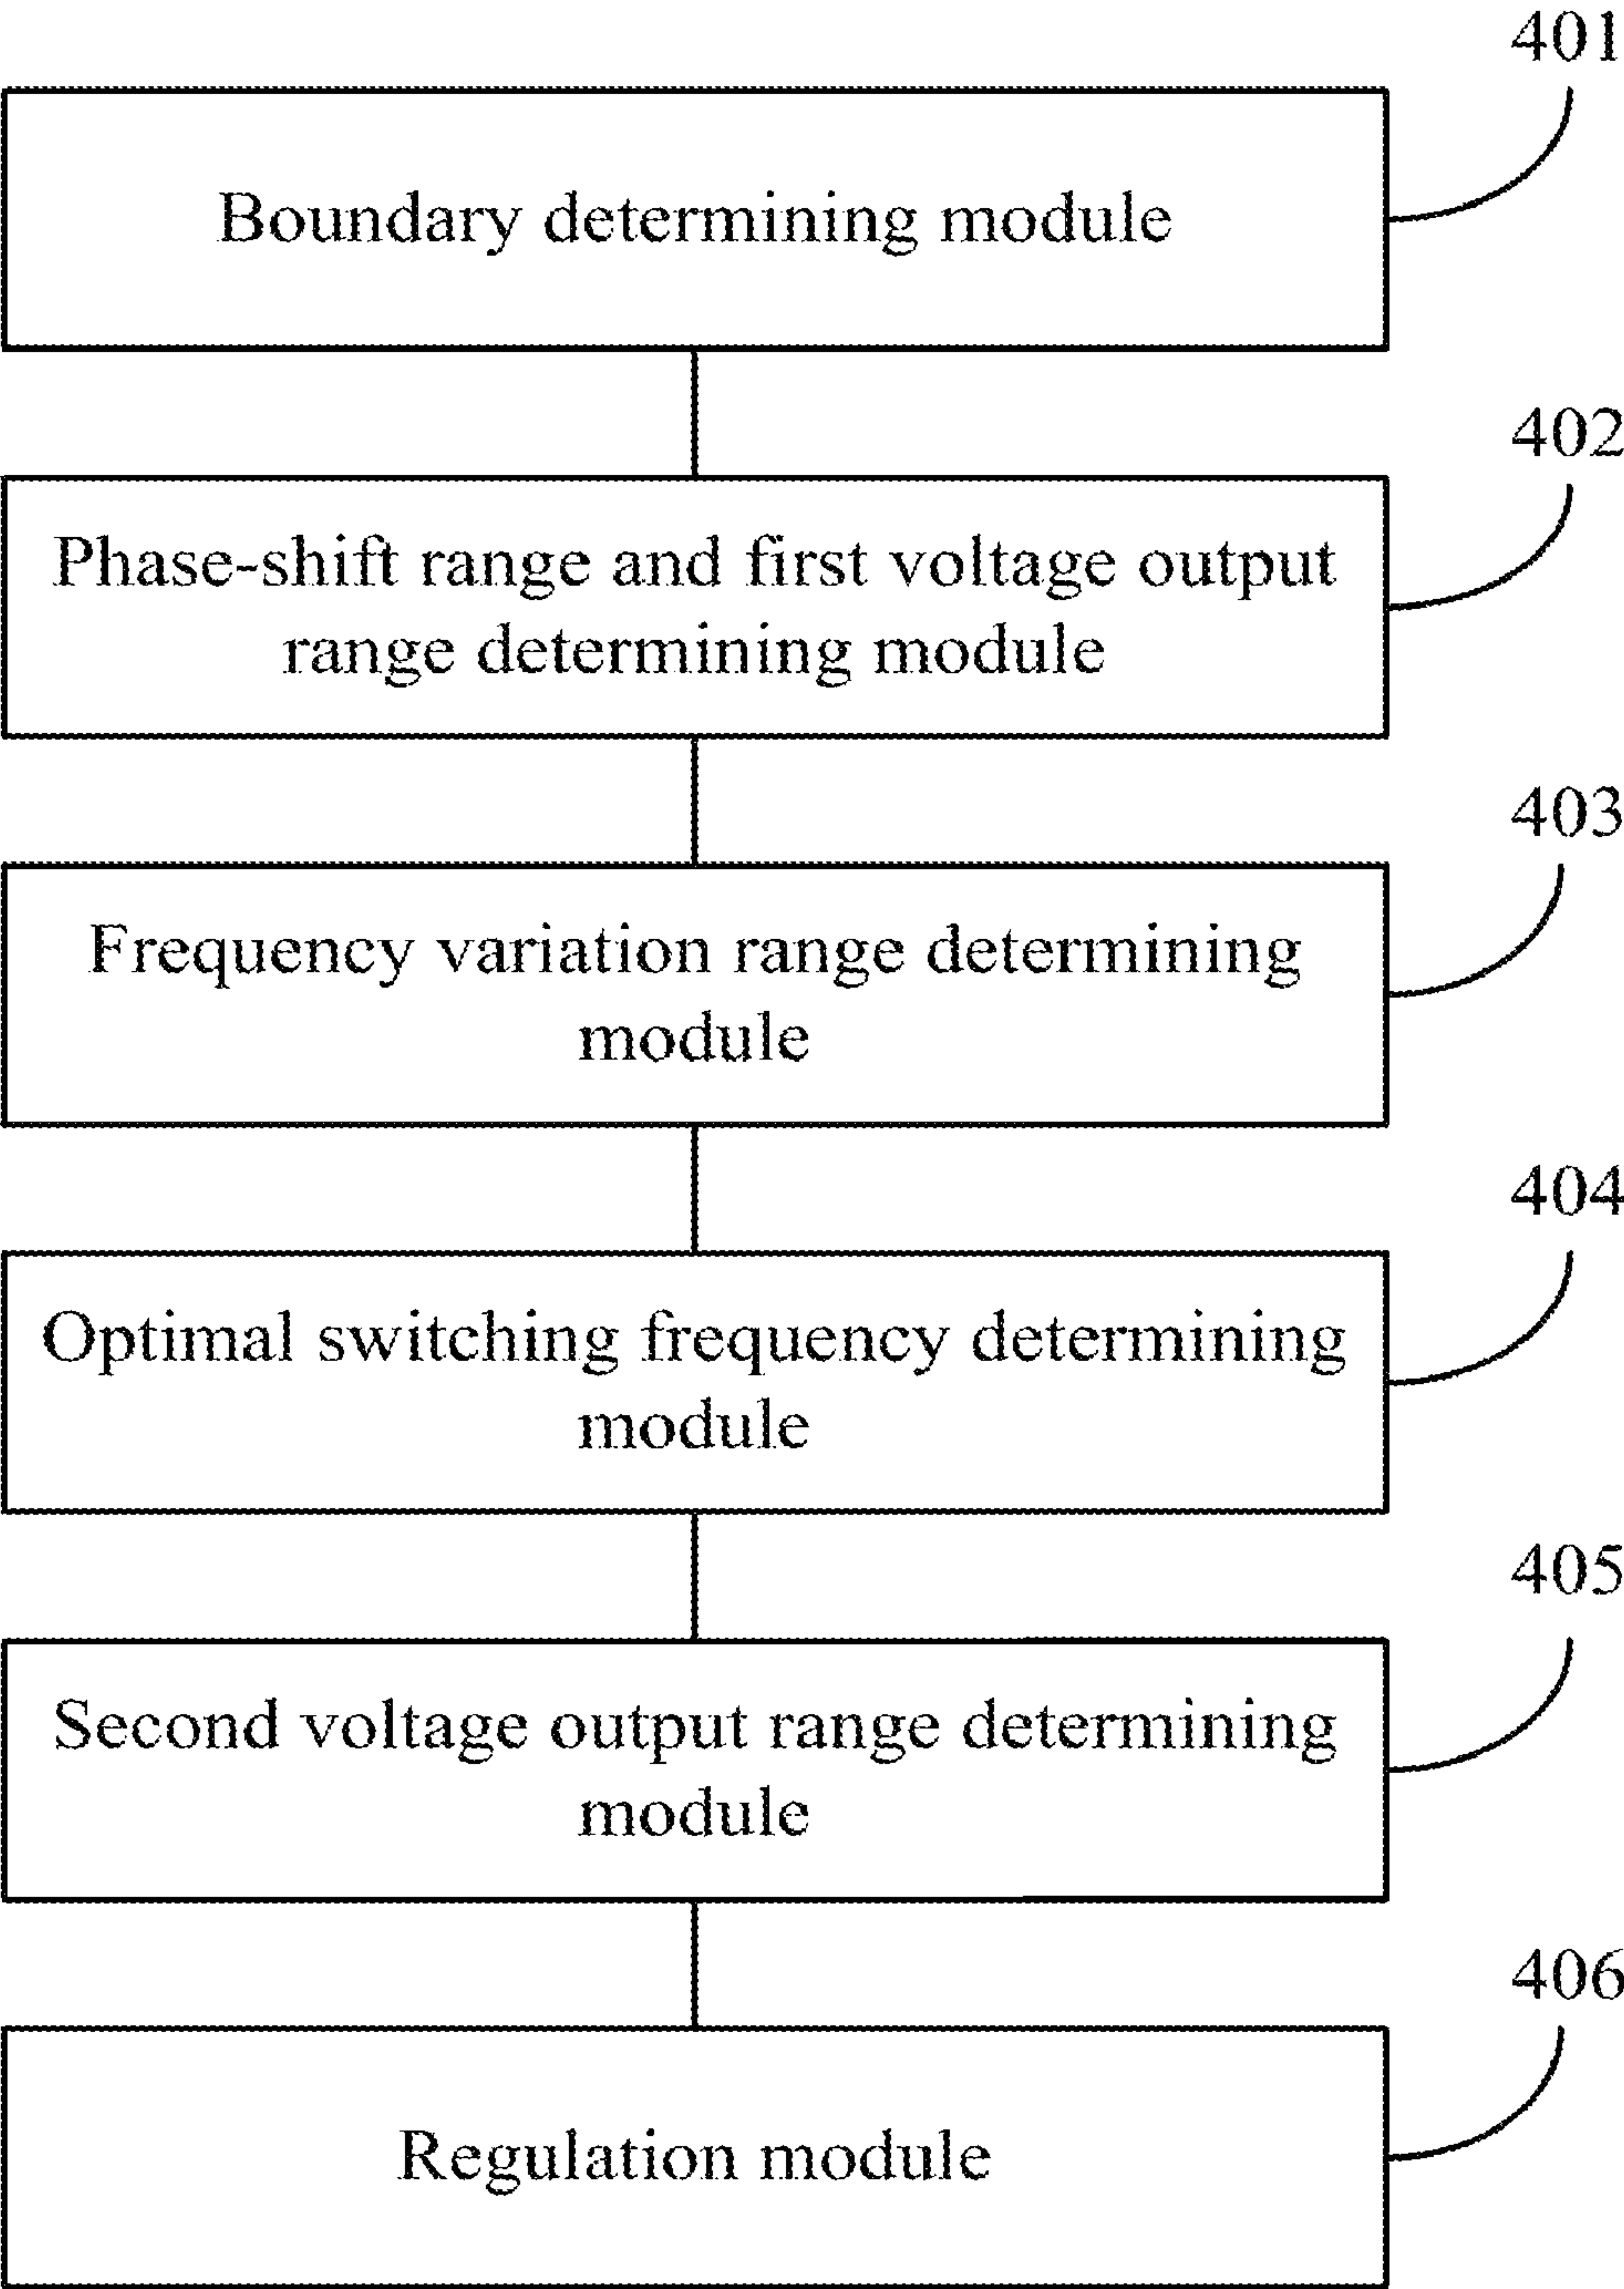 401
Boundary determining module
402
Phase-shift range and first voltage output
range determining module
403
Frequency variation range determining
module
404
Optimal switching frequency determining
module
405
Second voltage output range determining
module
406
Regulation module